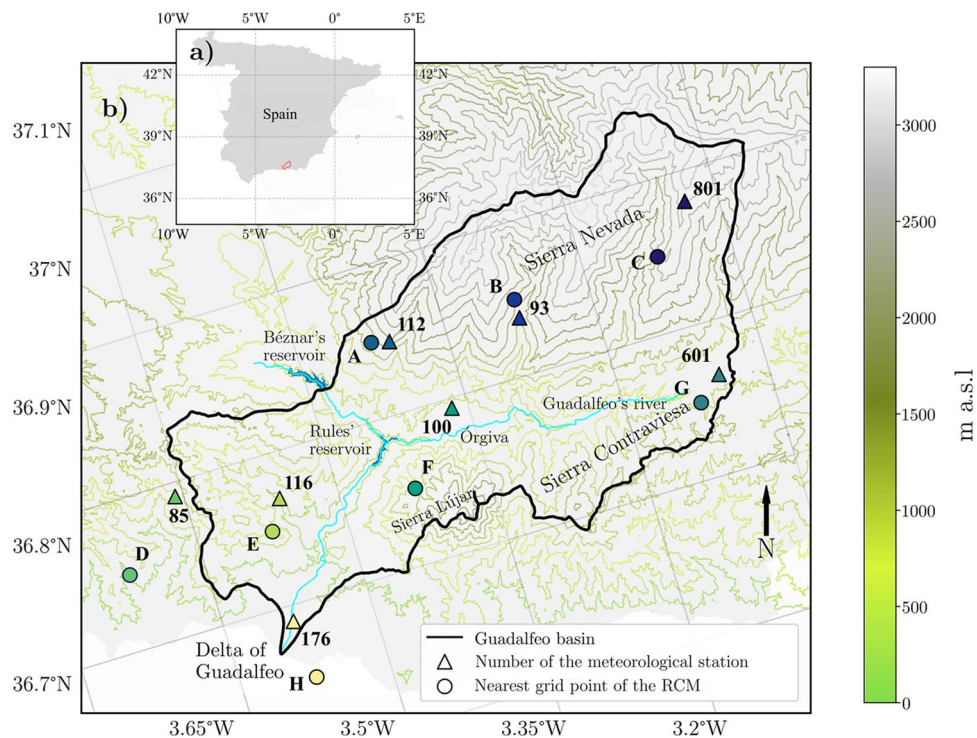 10°W 5°W 0° 5°E
a)
42°N 42°N
b)
Spain
39°N 39°N
36°N 36°N
10°W 5°W 0° 5°E
37.1°N
37°N
36.9°N
36.8°N
36.7°N
801
Sierra Nevada
C
B
93
112
A
Béznar's
reservoir
601
G
Guadalfeo's river
100
Órgiva
Rules'
reservoir
Sierra Contraviesa
F
Sierra Lújar
116
85
E
D
N
176
Delta of
Guadalfeo
H
Guadalfeo basin
Number of the meteorological station
Nearest grid point of the RCM
3.65°W 3.5°W 3.35°W 3.2°W
3000
2500
2000
1500
1000
500
0
m a.s.l